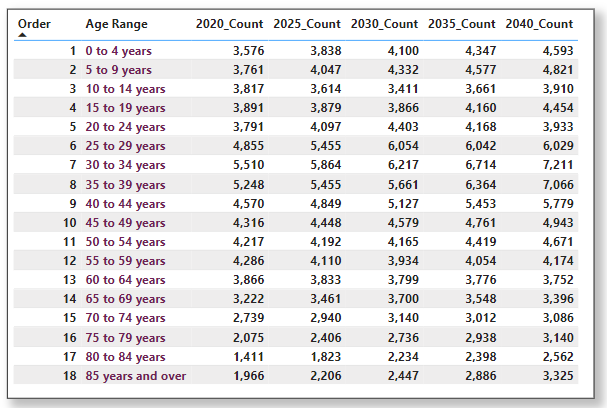 Order Age Range 2020_Count 2025_Count 2030_Count 2035_Count 2040_Count
1 0 to 4 years 3,576 3,838 4,100 4,347 4,593
2 5 to 9 years 3,761 4,047 4,332 4,577 4,821
3 10 to 14 years 3,817 3,614 3,411 3,661 3,910
4 15 to 19 years 3,891 3,879 3,866 4,160 4,454
5 20 to 24 years 3,791 4,097 4,403 4,168 3,933
6 25 to 29 years 4,855 5,455 6,054 6,042 6,029
7 30 to 34 years 5,510 5,864 6,217 6,714 7,211
8 35 to 39 years 5,248 5,455 5,661 6,364 7,066
9 40 to 44 years 4,570 4,849 5,127 5,453 5,779
10 45 to 49 years 4,316 4,448 4,579 4,761 4,943
11 50 to 54 years 4,217 4,192 4,165 4,419 4,671
12 55 to 59 years 4,286 4,110 3,934 4,054 4,174
13 60 to 64 years 3,866 3,833 3,799 3,776 3,752
14 65 to 69 years 3,222 3,461 3,700 3,548 3,396
15 70 to 74 years 2,739 2,940 3,140 3,012 3,086
16 75 to 79 years 2,075 2,406 2,736 2,938 3,140
17 80 to 84 years 1,411 1,823 2,234 2,398 2,562
18 85 years and over 1,966 2,206 2,447 2,886 3,325